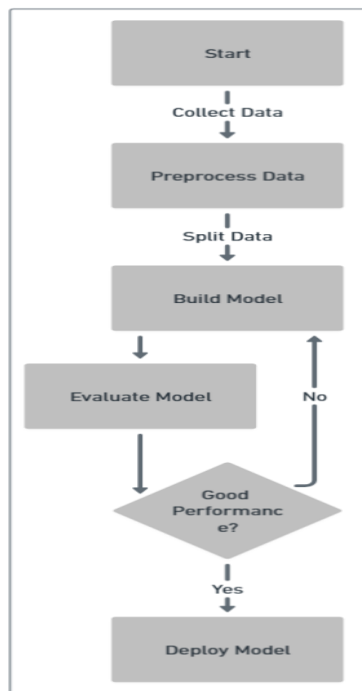 Start
Collect Data
Preprocess Data
Split Data
Build Model
Evaluate Model
No
Good
Performanc
e?
Yes
Deploy Model